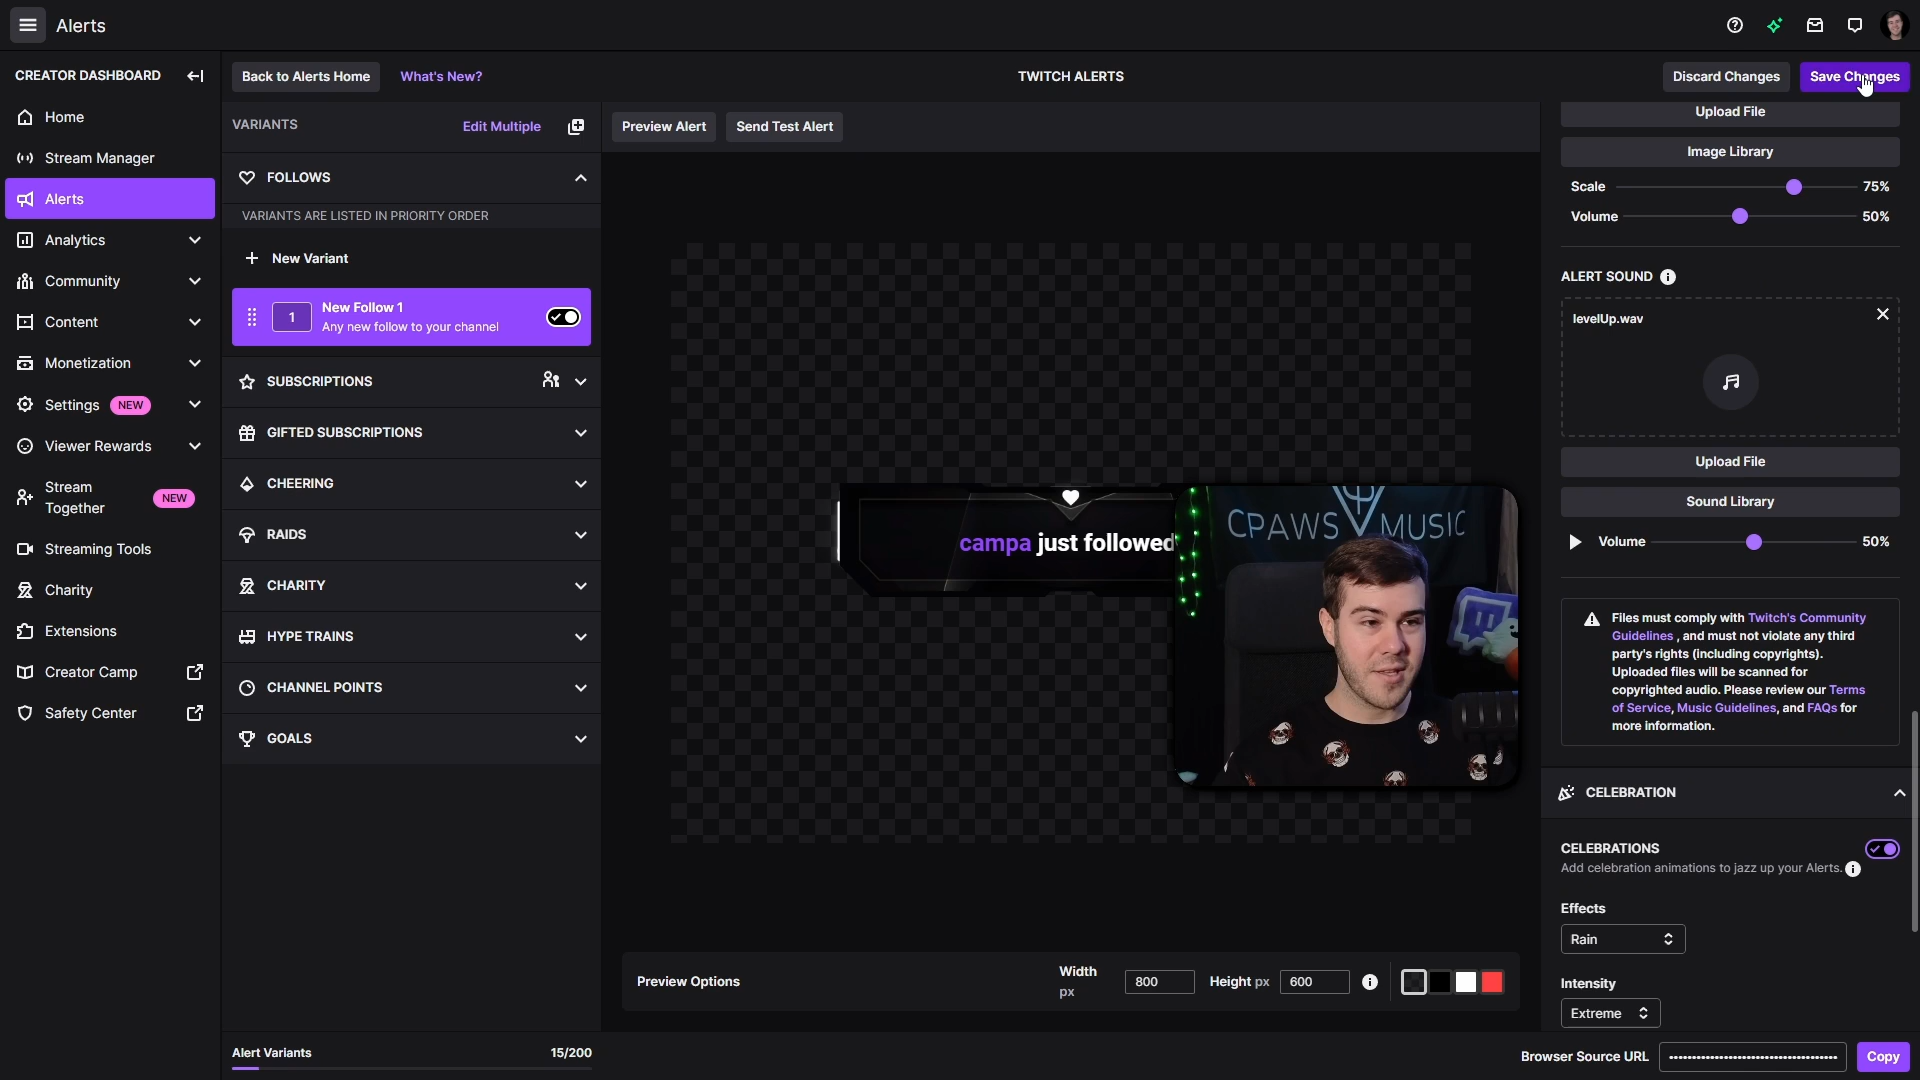 Alerts
CREATOR DASHBOARD
Home
Stream Manager
Alerts
Analytics
Community
Content
Monetization
Settings NEW
Viewer Rewards
Stream
Together NEW
Streaming Tools
Charity
Extensions
Creator Camp
Safety Center
Back to Alerts Home What's New?
TWITCH ALERTS
Discard Changes Save Changes
VARIANTS Edit Multiple
FOLLOWS
VARIANTS ARE LISTED IN PRIORITY ORDER
New Variant
1 New Follow 1
Any new follow to your channel
SUBSCRIPTIONS
GIFTED SUBSCRIPTIONS
CHEERING
RAIDS
CHARITY
HYPE TRAINS
CHANNEL POINTS
GOALS
Alert Variants 15/200
Preview Alert Send Test Alert
campa just followed
CPAWS MUSIC
Preview Options
Width
px
800
Height px
600
Upload File
Image Library
Scale 75%
Volume 50%
ALERT SOUND
levelUp.wav
Upload File
Sound Library
Volume 50%
Files must comply with Twitch's Community
Guidelines , and must not violate any third
party's rights (including copyrights).
Uploaded files will be scanned for
copyrighted audio. Please review our Terms
of Service, Music Guidelines, and FAQs for
more information.
CELEBRATION
CELEBRATIONS
Add celebration animations to jazz up your Alerts.
Effects
Rain
Intensity
Extreme
Browser Source URL Copy